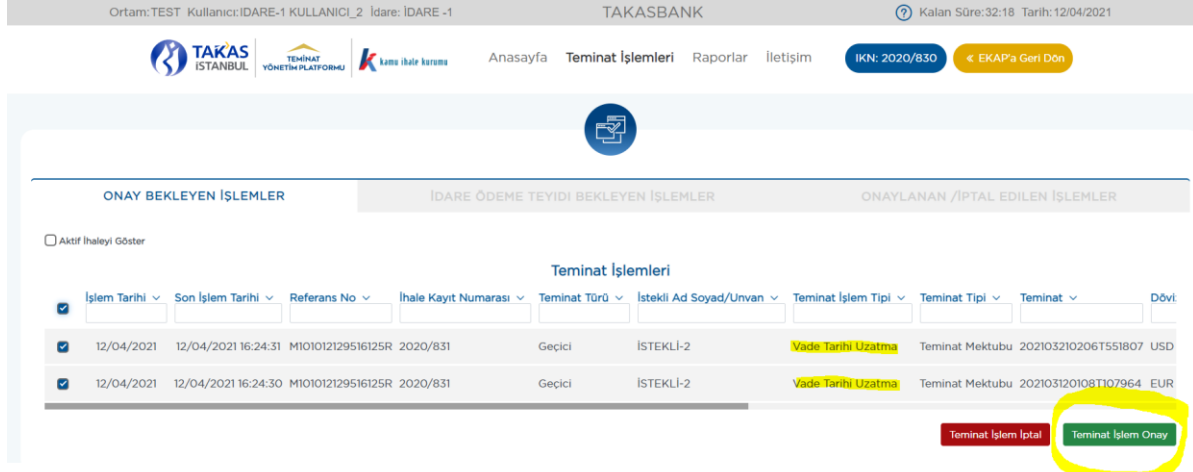 Ortam:TEST Kullanıcı:IDARE-1 KULLANICI_2 İdare: İDARE -1 TAKASBANK ? Kalan Süre:32:18 Tarih:12/04/2021
TAKAS İSTANBUL TEMİNAT YÖNETİM PLATFORMU kamu ihale kurumu Anasayfa Teminat İşlemleri Raporlar İletişim IKN: 2020/830 « EKAP'a Geri Dön
ONAY BEKLEYEN İŞLEMLER İDARE ÖDEME TEYIDI BEKLEYEN İŞLEMLER ONAYLANAN /İPTAL EDILEN İŞLEMLER
Aktif İhaleyi Göster
Teminat İşlemleri
İşlem Tarihi Son İşlem Tarihi Referans No İhale Kayıt Numarası Teminat Türü İstekli Ad Soyad/Unvan Teminat İşlem Tipi Teminat Tipi Teminat Dövi
12/04/2021 12/04/2021 16:24:31 M101012129516125R 2020/831 Geçici İSTEKLİ-2 Vade Tarihi Uzatma Teminat Mektubu 202103210206T551807 USD
12/04/2021 12/04/2021 16:24:30 M101012129516125R 2020/831 Geçici İSTEKLİ-2 Vade Tarihi Uzatma Teminat Mektubu 202103120108T107964 EUR
Teminat İşlem İptal Teminat İşlem Onay